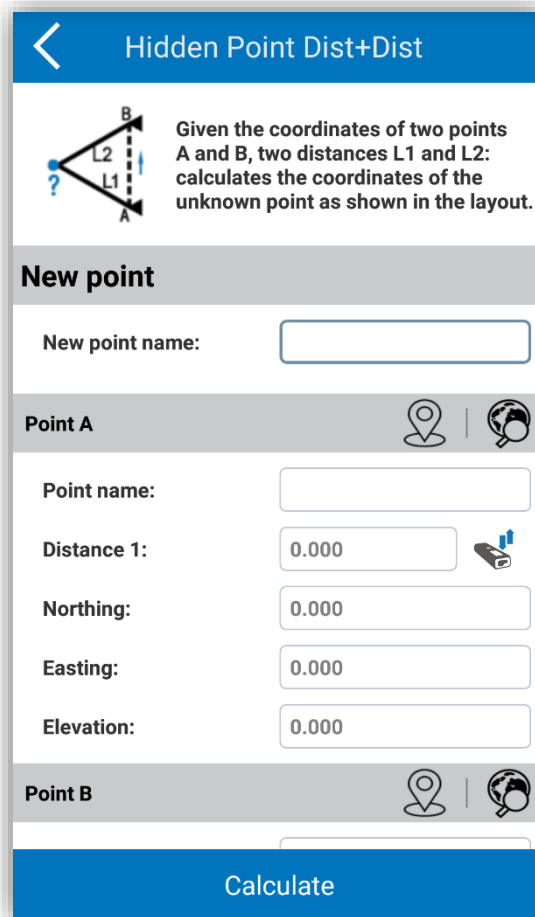 Hidden Point Dist+Dist
B
L2
L1
?
A
Given the coordinates of two points
A and B, two distances L1 and L2:
calculates the coordinates of the
unknown point as shown in the layout.
New point
New point name:
Point A
Point name:
Distance 1: 0.000
Northing: 0.000
Easting: 0.000
Elevation: 0.000
Point B
Calculate